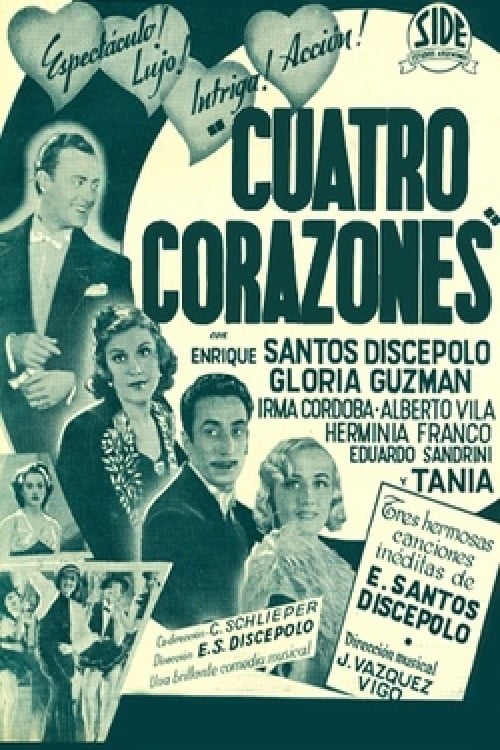 Espectáculo!
Lujo!
Intriga!
Acción!
SIDE
"CUATRO
CORAZONES"
con
ENRIQUE SANTOS DISCEPOLO
GLORIA GUZMAN
IRMA CORDOBA - ALBERTO VILA
HERMINIA FRANCO
EDUARDO SANDRINI
Y TANIA
Tres hermosas
canciones
inéditas de
E. SANTOS
DISCEPOLO
Dirección musical
J. VAZQUEZ
VIGO
Co-dirección C. SCHLIEPER
Dirección E. S. DISCEPOLO
Una brillante comedia musical